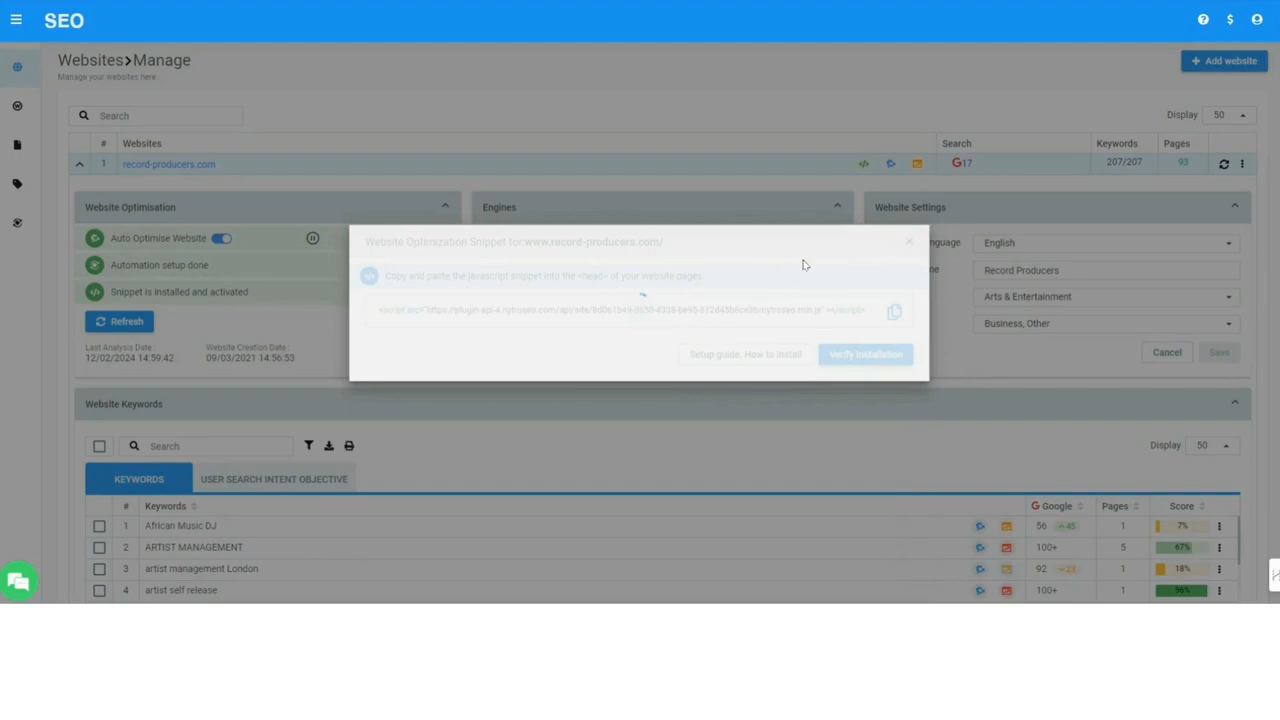 SEO
Websites>Manage
Manage your websites here.
+ Add website
Search
Display 50
# Websites Search Keywords Pages
1 record-producers.com G17 207/207 93
Website Optimisation
Engines
Website Settings
Auto Optimise Website
Automation setup done
Snippet is installed and activated
Refresh
Last Analysis Date :
12/02/2024 14:59:42
Website Creation Date :
09/03/2021 14:56:53
Website Optimization Snippet for:www.record-producers.com/
Copy and paste the Javascript snippet into the <head> of your website pages.
Setup guide, How to install
Verify Installation
English
Record Producers
Arts & Entertainment
Business, Other
Cancel
Save
Website Keywords
Search
Display 50
KEYWORDS
USER SEARCH INTENT OBJECTIVE
# Keywords Google Pages Score
1 African Music DJ 56 45 1 7%
2 ARTIST MANAGEMENT 100+ 5 67%
3 artist management London 92 23 1 18%
4 artist self release 100+ 1 96%